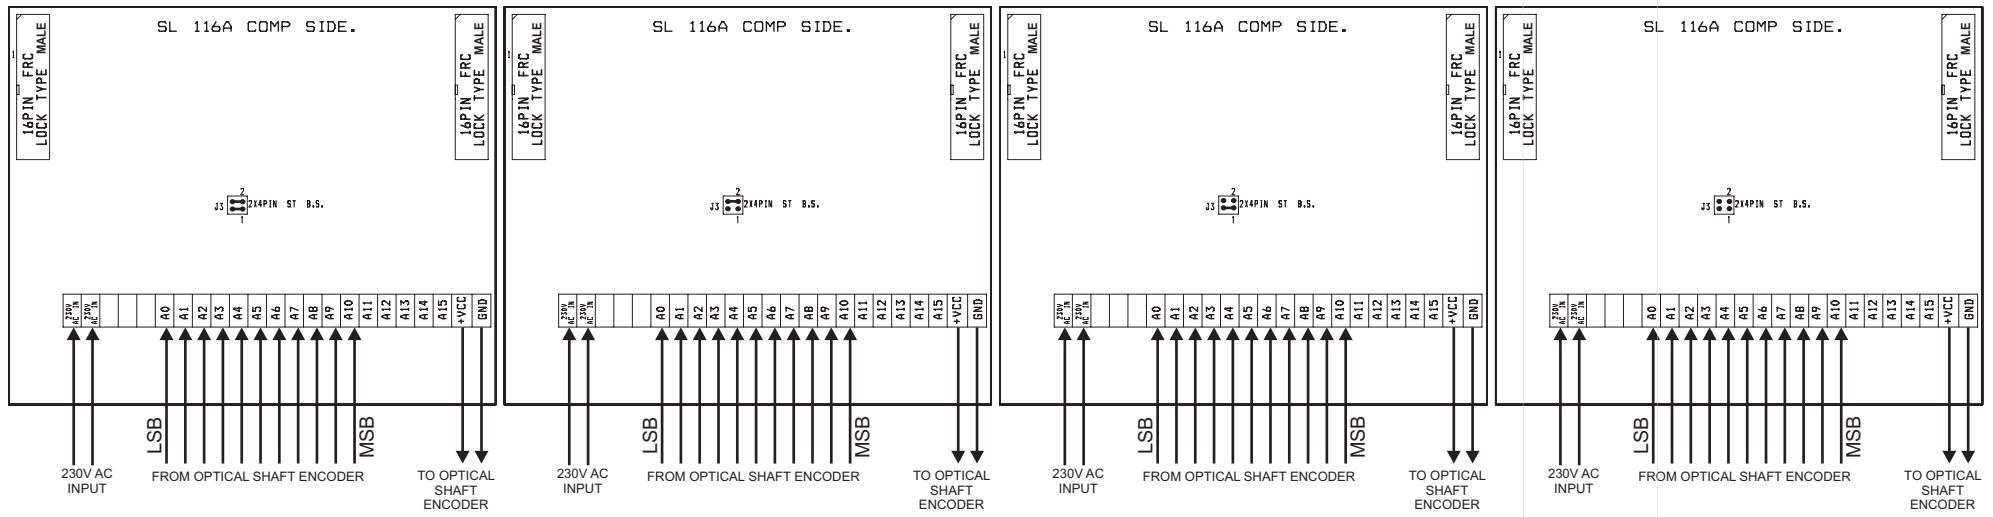 SL 116A COMP SIDE.
1
16PIN FRC
LOCK TYPE MALE
16PIN FRC
LOCK TYPE MALE
2
J3 2X4PIN ST B.S.
1
230V AC IN 230V AC IN A0 A1 A2 A3 A4 A5 A6 A7 A8 A9 A10 A11 A12 A13 A14 A15 +VCC GND
LSB
MSB
230V AC
INPUT
FROM OPTICAL SHAFT ENCODER
TO OPTICAL
SHAFT
ENCODER
SL 116A COMP SIDE.
1
16PIN FRC
LOCK TYPE MALE
16PIN FRC
LOCK TYPE MALE
2
J3 2X4PIN ST B.S.
1
230V AC IN 230V AC IN A0 A1 A2 A3 A4 A5 A6 A7 A8 A9 A10 A11 A12 A13 A14 A15 +VCC GND
LSB
MSB
230V AC
INPUT
FROM OPTICAL SHAFT ENCODER
TO OPTICAL
SHAFT
ENCODER
SL 116A COMP SIDE.
1
16PIN FRC
LOCK TYPE MALE
16PIN FRC
LOCK TYPE MALE
2
J3 2X4PIN ST B.S.
1
230V AC IN 230V AC IN A0 A1 A2 A3 A4 A5 A6 A7 A8 A9 A10 A11 A12 A13 A14 A15 +VCC GND
LSB
MSB
230V AC
INPUT
FROM OPTICAL SHAFT ENCODER
TO OPTICAL
SHAFT
ENCODER
SL 116A COMP SIDE.
1
16PIN FRC
LOCK TYPE MALE
16PIN FRC
LOCK TYPE MALE
2
J3 2X4PIN ST B.S.
1
230V AC IN 230V AC IN A0 A1 A2 A3 A4 A5 A6 A7 A8 A9 A10 A11 A12 A13 A14 A15 +VCC GND
LSB
MSB
230V AC
INPUT
FROM OPTICAL SHAFT ENCODER
TO OPTICAL
SHAFT
ENCODER